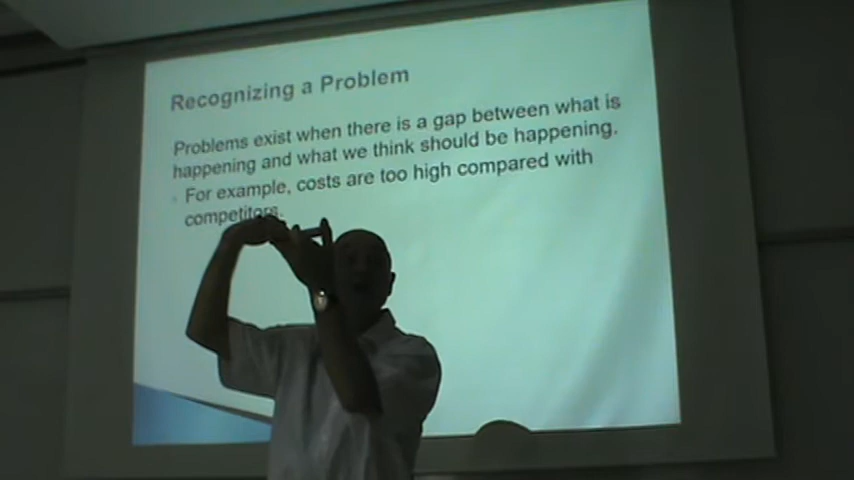 Recognizing a Problem
Problems exist when there is a gap between what is
happening and what we think should be happening.
For example, costs are too high compared with
competitors.